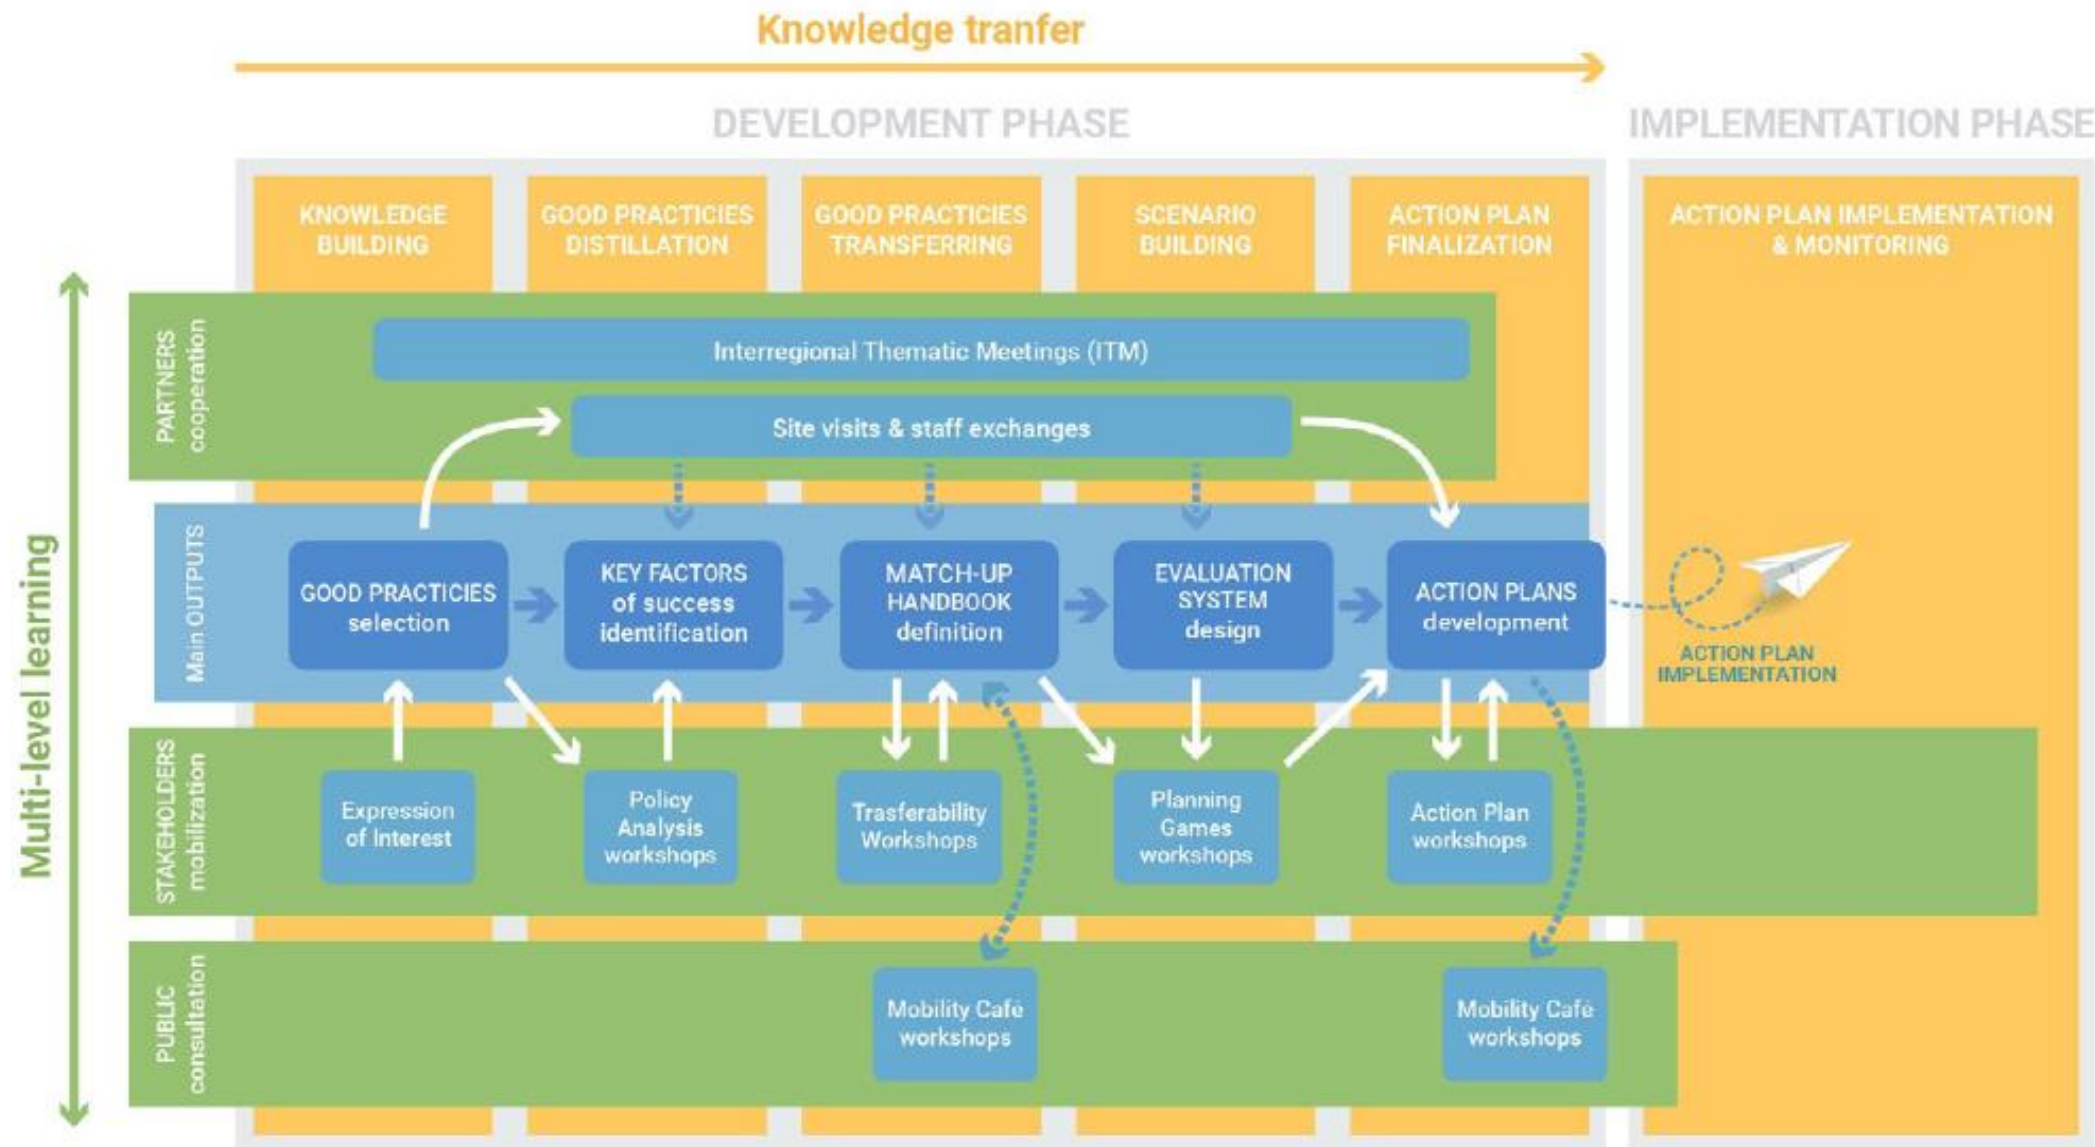 Knowledge tranfer
DEVELOPMENT PHASE
IMPLEMENTATION PHASE
KNOWLEDGE
BUILDING
GOOD PRACTICIES
DISTILLATION
GOOD PRACTICIES
TRANSFERRING
SCENARIO
BUILDING
ACTION PLAN
FINALIZATION
ACTION PLAN IMPLEMENTATION
& MONITORING
Multi-level learning
PARTNERS
cooperation
Interregional Thematic Meetings (ITM)
Site visits & staff exchanges
Main OUTPUTS
GOOD PRACTICIES
selection
KEY FACTORS
of success
identification
MATCH-UP
HANDBOOK
definition
EVALUATION
SYSTEM
design
ACTION PLANS
development
ACTION PLAN
IMPLEMENTATION
STAKEHOLDERS
mobilization
Expression
of Interest
Policy
Analysis
workshops
Trasferability
Workshops
Planning
Games
workshops
Action Plan
workshops
PUBLIC
consultation
Mobility Café
workshops
Mobility Café
workshops